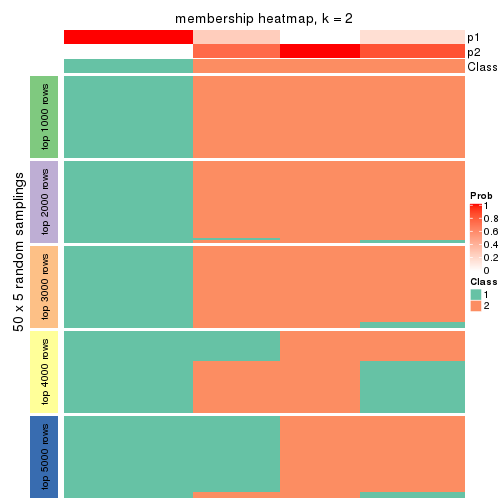 membership heatmap, k = 2
p1
p2
Class
50 x 5 random samplings
top 1000 rows
top 2000 rows
top 3000 rows
top 4000 rows
top 5000 rows
Prob
1
0.8
0.6
0.4
0.2
0
Class
1
2